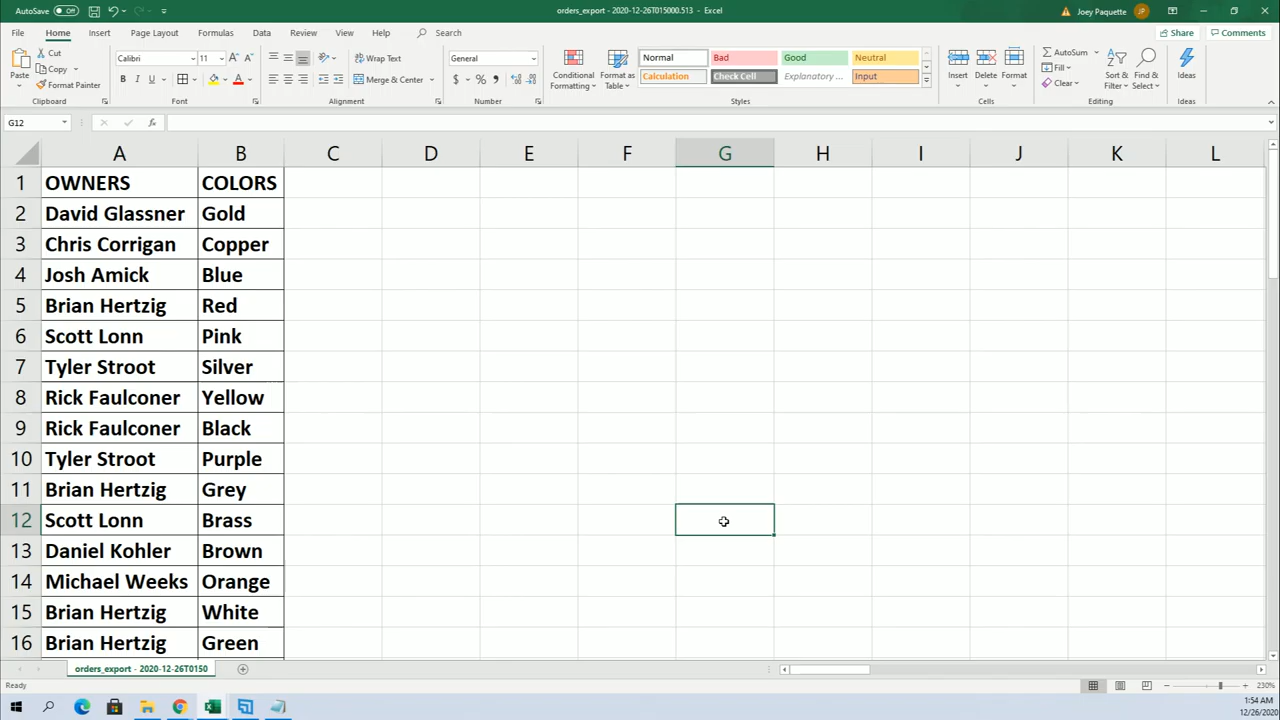 AutoSave Off orders_export - 2020-12-26T015000.513 - Excel Joey Paquette JP
File Home Insert Page Layout Formulas Data Review View Help Search Share Comments
Paste Cut Copy Format Painter Clipboard
Calibri 11 A A B I U A Font
Wrap Text Merge & Center Alignment
General $ % , Number
Conditional Formatting Format as Table Normal Bad Good Neutral Calculation Check Cell Explanatory ... Input Styles
Insert Delete Format Cells
AutoSum Fill Clear Sort & Filter Find & Select Editing
Ideas Ideas
G12 fx
A B C D E F G H I J K L
1 OWNERS COLORS
2 David Glassner Gold
3 Chris Corrigan Copper
4 Josh Amick Blue
5 Brian Hertzig Red
6 Scott Lonn Pink
7 Tyler Stroot Silver
8 Rick Faulconer Yellow
9 Rick Faulconer Black
10 Tyler Stroot Purple
11 Brian Hertzig Grey
12 Scott Lonn Brass
13 Daniel Kohler Brown
14 Michael Weeks Orange
15 Brian Hertzig White
16 Brian Hertzig Green
orders_export - 2020-12-26T0150
Ready 230%
1:54 AM
12/26/2020